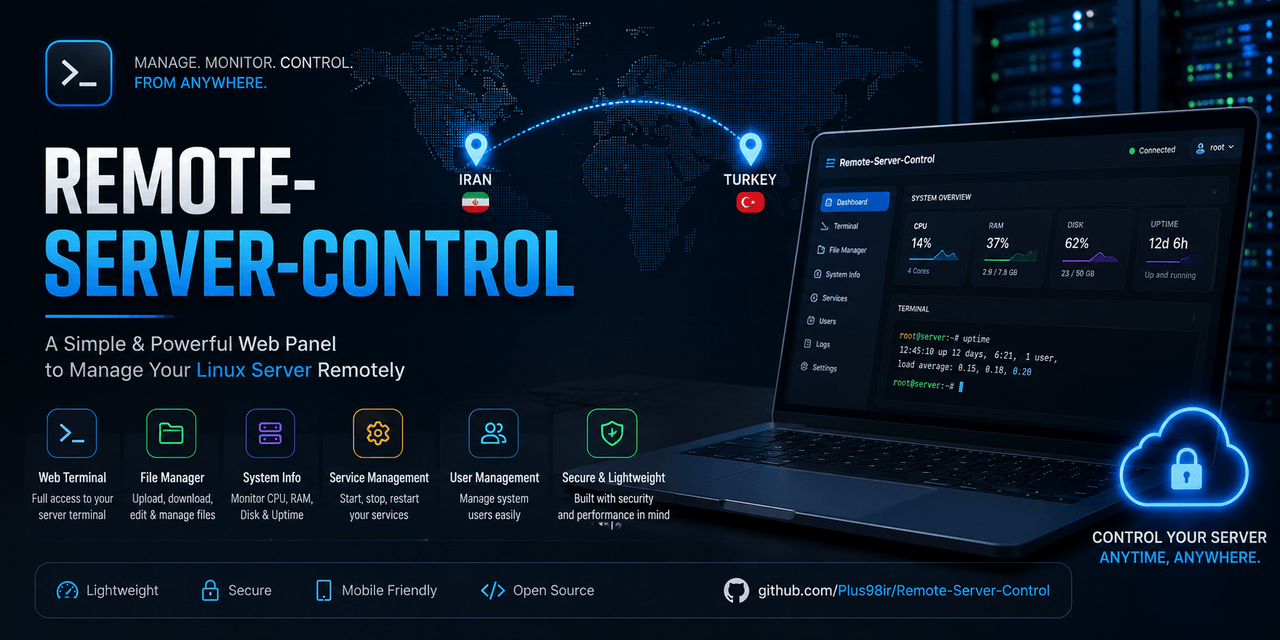 MANAGE. MONITOR. CONTROL.
FROM ANYWHERE.
REMOTE-
SERVER-CONTROL
A Simple & Powerful Web Panel
to Manage Your Linux Server Remotely
IRAN
TURKEY
Remote-Server-Control
Connected
root
Dashboard
Terminal
File Manager
System Info
Services
Users
Logs
Settings
SYSTEM OVERVIEW
CPU
14%
4 Cores
RAM
37%
2.9 / 7.8 GB
DISK
62%
23 / 50 GB
UPTIME
12d 6h
Up and running
TERMINAL
root@server:~# uptime
12:45:10 up 12 days, 6:21, 1 user,
load average: 0.15, 0.18, 0:20
root@server:~#
Web Terminal
Full access to your
server terminal
File Manager
Upload, download,
edit & manage files
System Info
Monitor CPU, RAM,
Disk & Uptime
Service Management
Start, stop, restart
your services
User Management
Manage system
users easily
Secure & Lightweight
Built with security
and performance in mind
CONTROL YOUR SERVER
ANYTIME, ANYWHERE.
Lightweight
Secure
Mobile Friendly
Open Source
github.com/Plus98ir/Remote-Server-Control